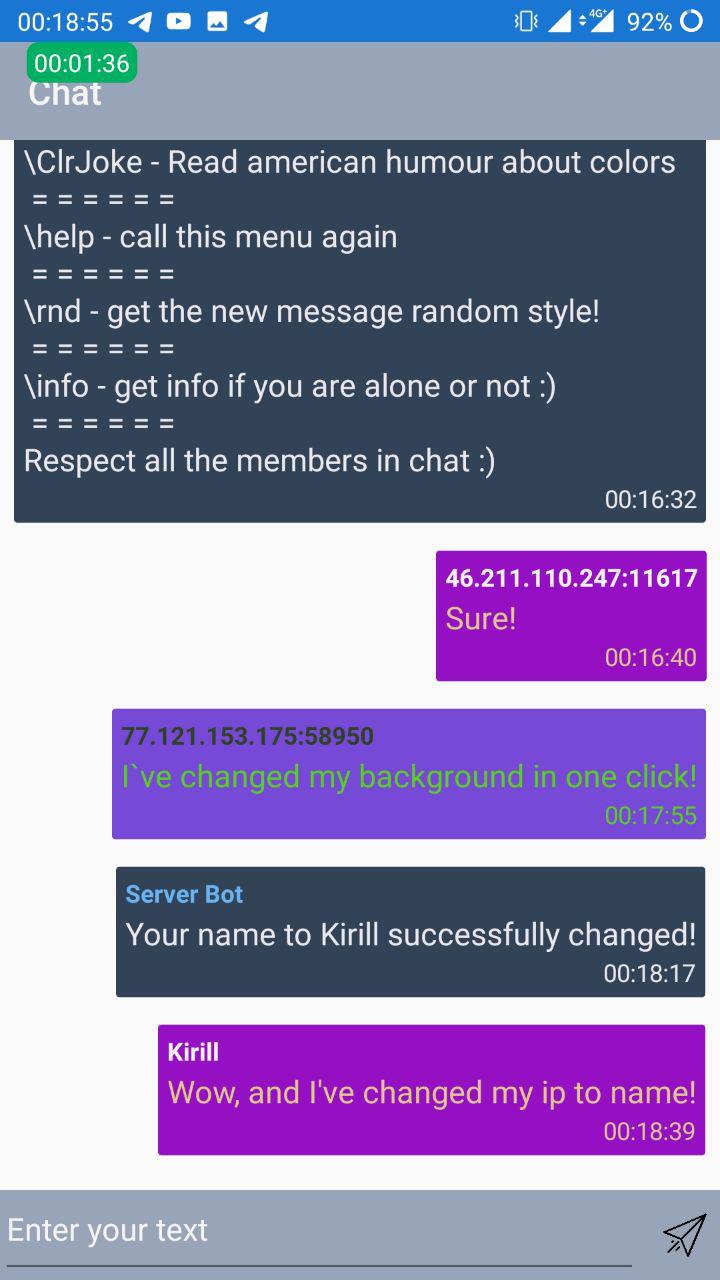 00:18:55 4G+ 92%
00:01:36
Chat
\ClrJoke - Read american humour about colors
= = = = = =
\help - call this menu again
= = = = = =
\rnd - get the new message random style!
= = = = = =
\info - get info if you are alone or not :)
= = = = = =
Respect all the members in chat :)
00:16:32
46.211.110.247:11617
Sure!
00:16:40
77.121.153.175:58950
I`ve changed my background in one click!
00:17:55
Server Bot
Your name to Kirill successfully changed!
00:18:17
Kirill
Wow, and I've changed my ip to name!
00:18:39
Enter your text